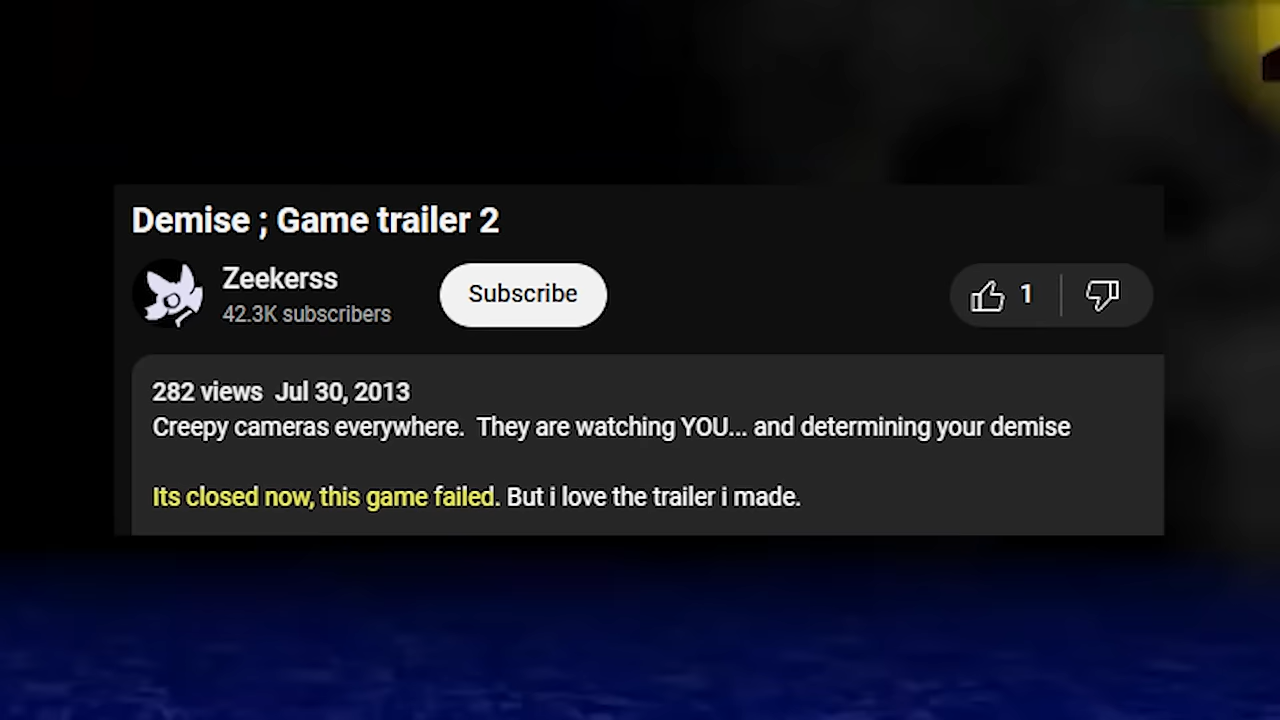 Demise ; Game trailer 2
Zeekerss
42.3K subscribers
Subscribe
1
282 views  Jul 30, 2013
Creepy cameras everywhere.  They are watching YOU... and determining your demise
Its closed now, this game failed. But i love the trailer i made.